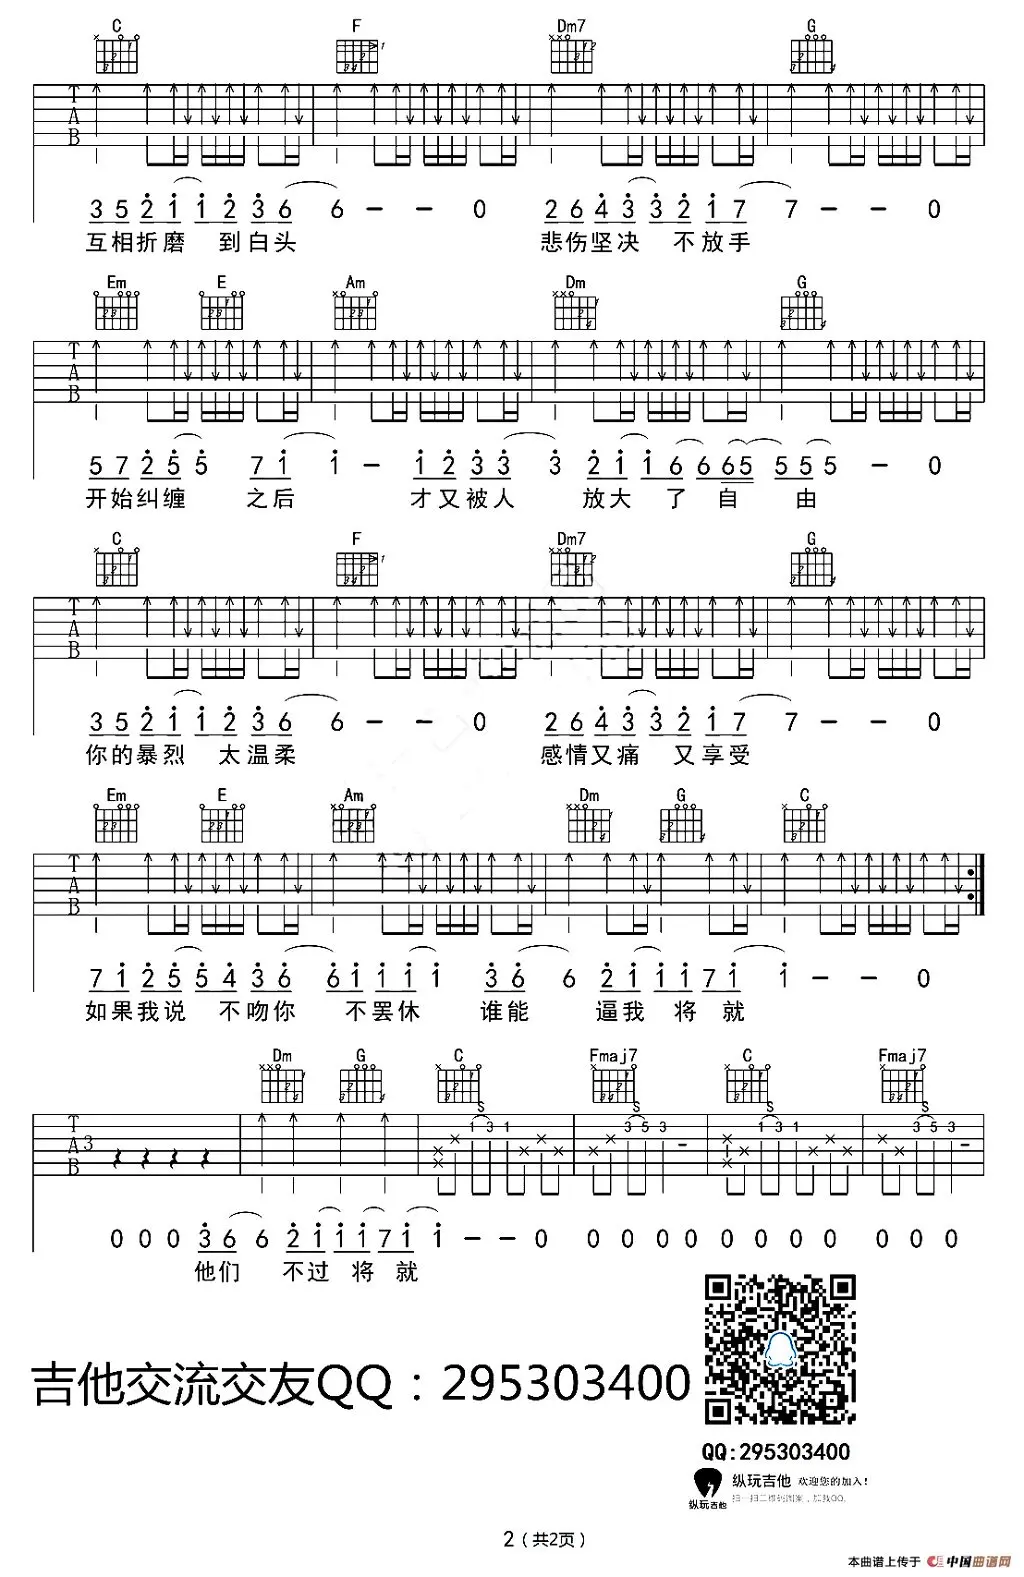 C F Dm7 G
T
A
B
3 5 2 1 1 2 3 6 6 – – 0 2 6 4 3 3 2 1 7 7 – – 0
互相折磨 到白头 悲伤坚决 不放手
Em E Am Dm G
T
A
B
5 7 2 5 5 7 1 1 – 1 2 3 3 3 2 1 1 6 6 6 5 5 5 5 – 0
开始纠缠 之后 才又被人 放大 了 自 由
C F Dm7 G
T
A
B
3 5 2 1 1 2 3 6 6 – – 0 2 6 4 3 3 2 1 7 7 – – 0
你的暴烈 太温柔 感情又痛 又享受
Em E Am Dm G C
T
A
B
7 1 2 5 5 4 3 6 6 1 1 1 1 3 6 6 2 1 1 1 7 1 1 – – 0
如果我说 不吻你 不罢休 谁能 逼我 将就
Dm G C Fmaj7 C Fmaj7
S S S S
T
A 3
B
1 3 1 3 5 3 – 1 3 1 3 5 3 –
0 0 0 3 6 6 2 1 1 1 7 1 1 – – 0 0 0 0 0 0 0 0 0 0 0 0
他们 不过 将就
吉他交流交友QQ：295303400
QQ:295303400
纵玩吉他 欢迎您的加入！
扫一扫二维码图案，加我QQ。
纵玩吉他
2（共2页）
本曲谱上传于 中国曲谱网